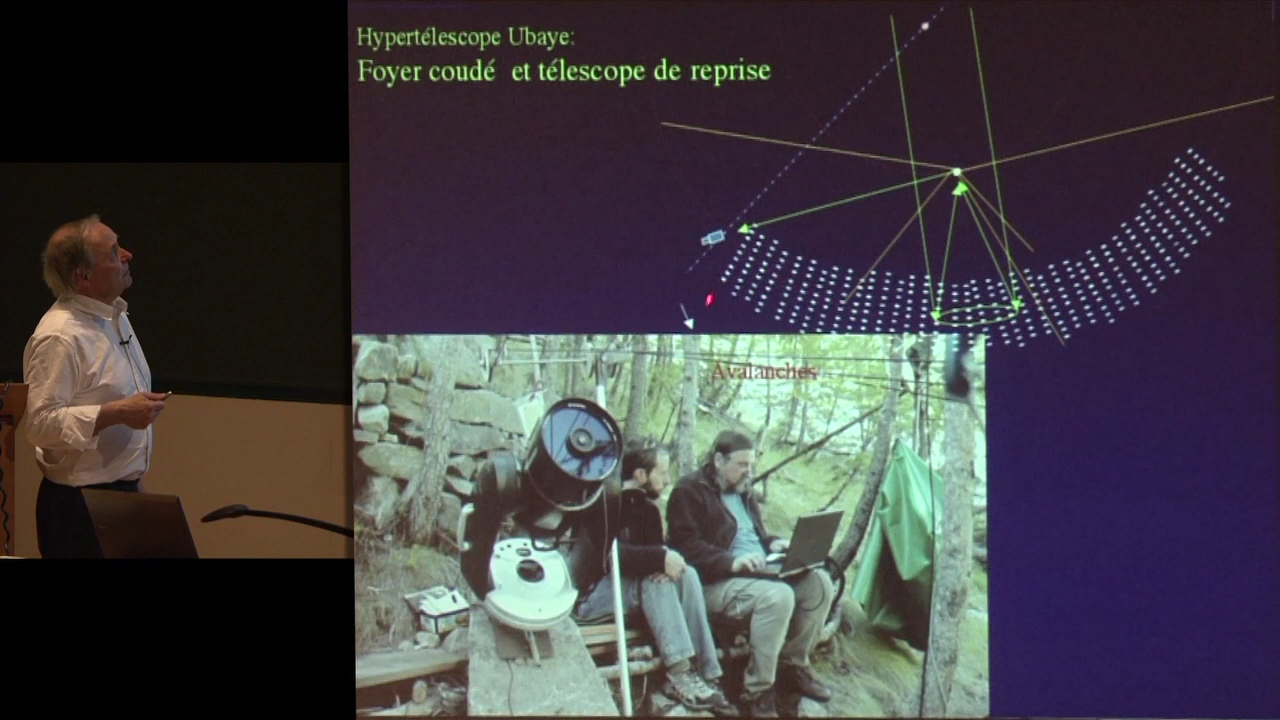 Hypertélescope Ubaye:
Foyer coudé et télescope de reprise
Avalanches